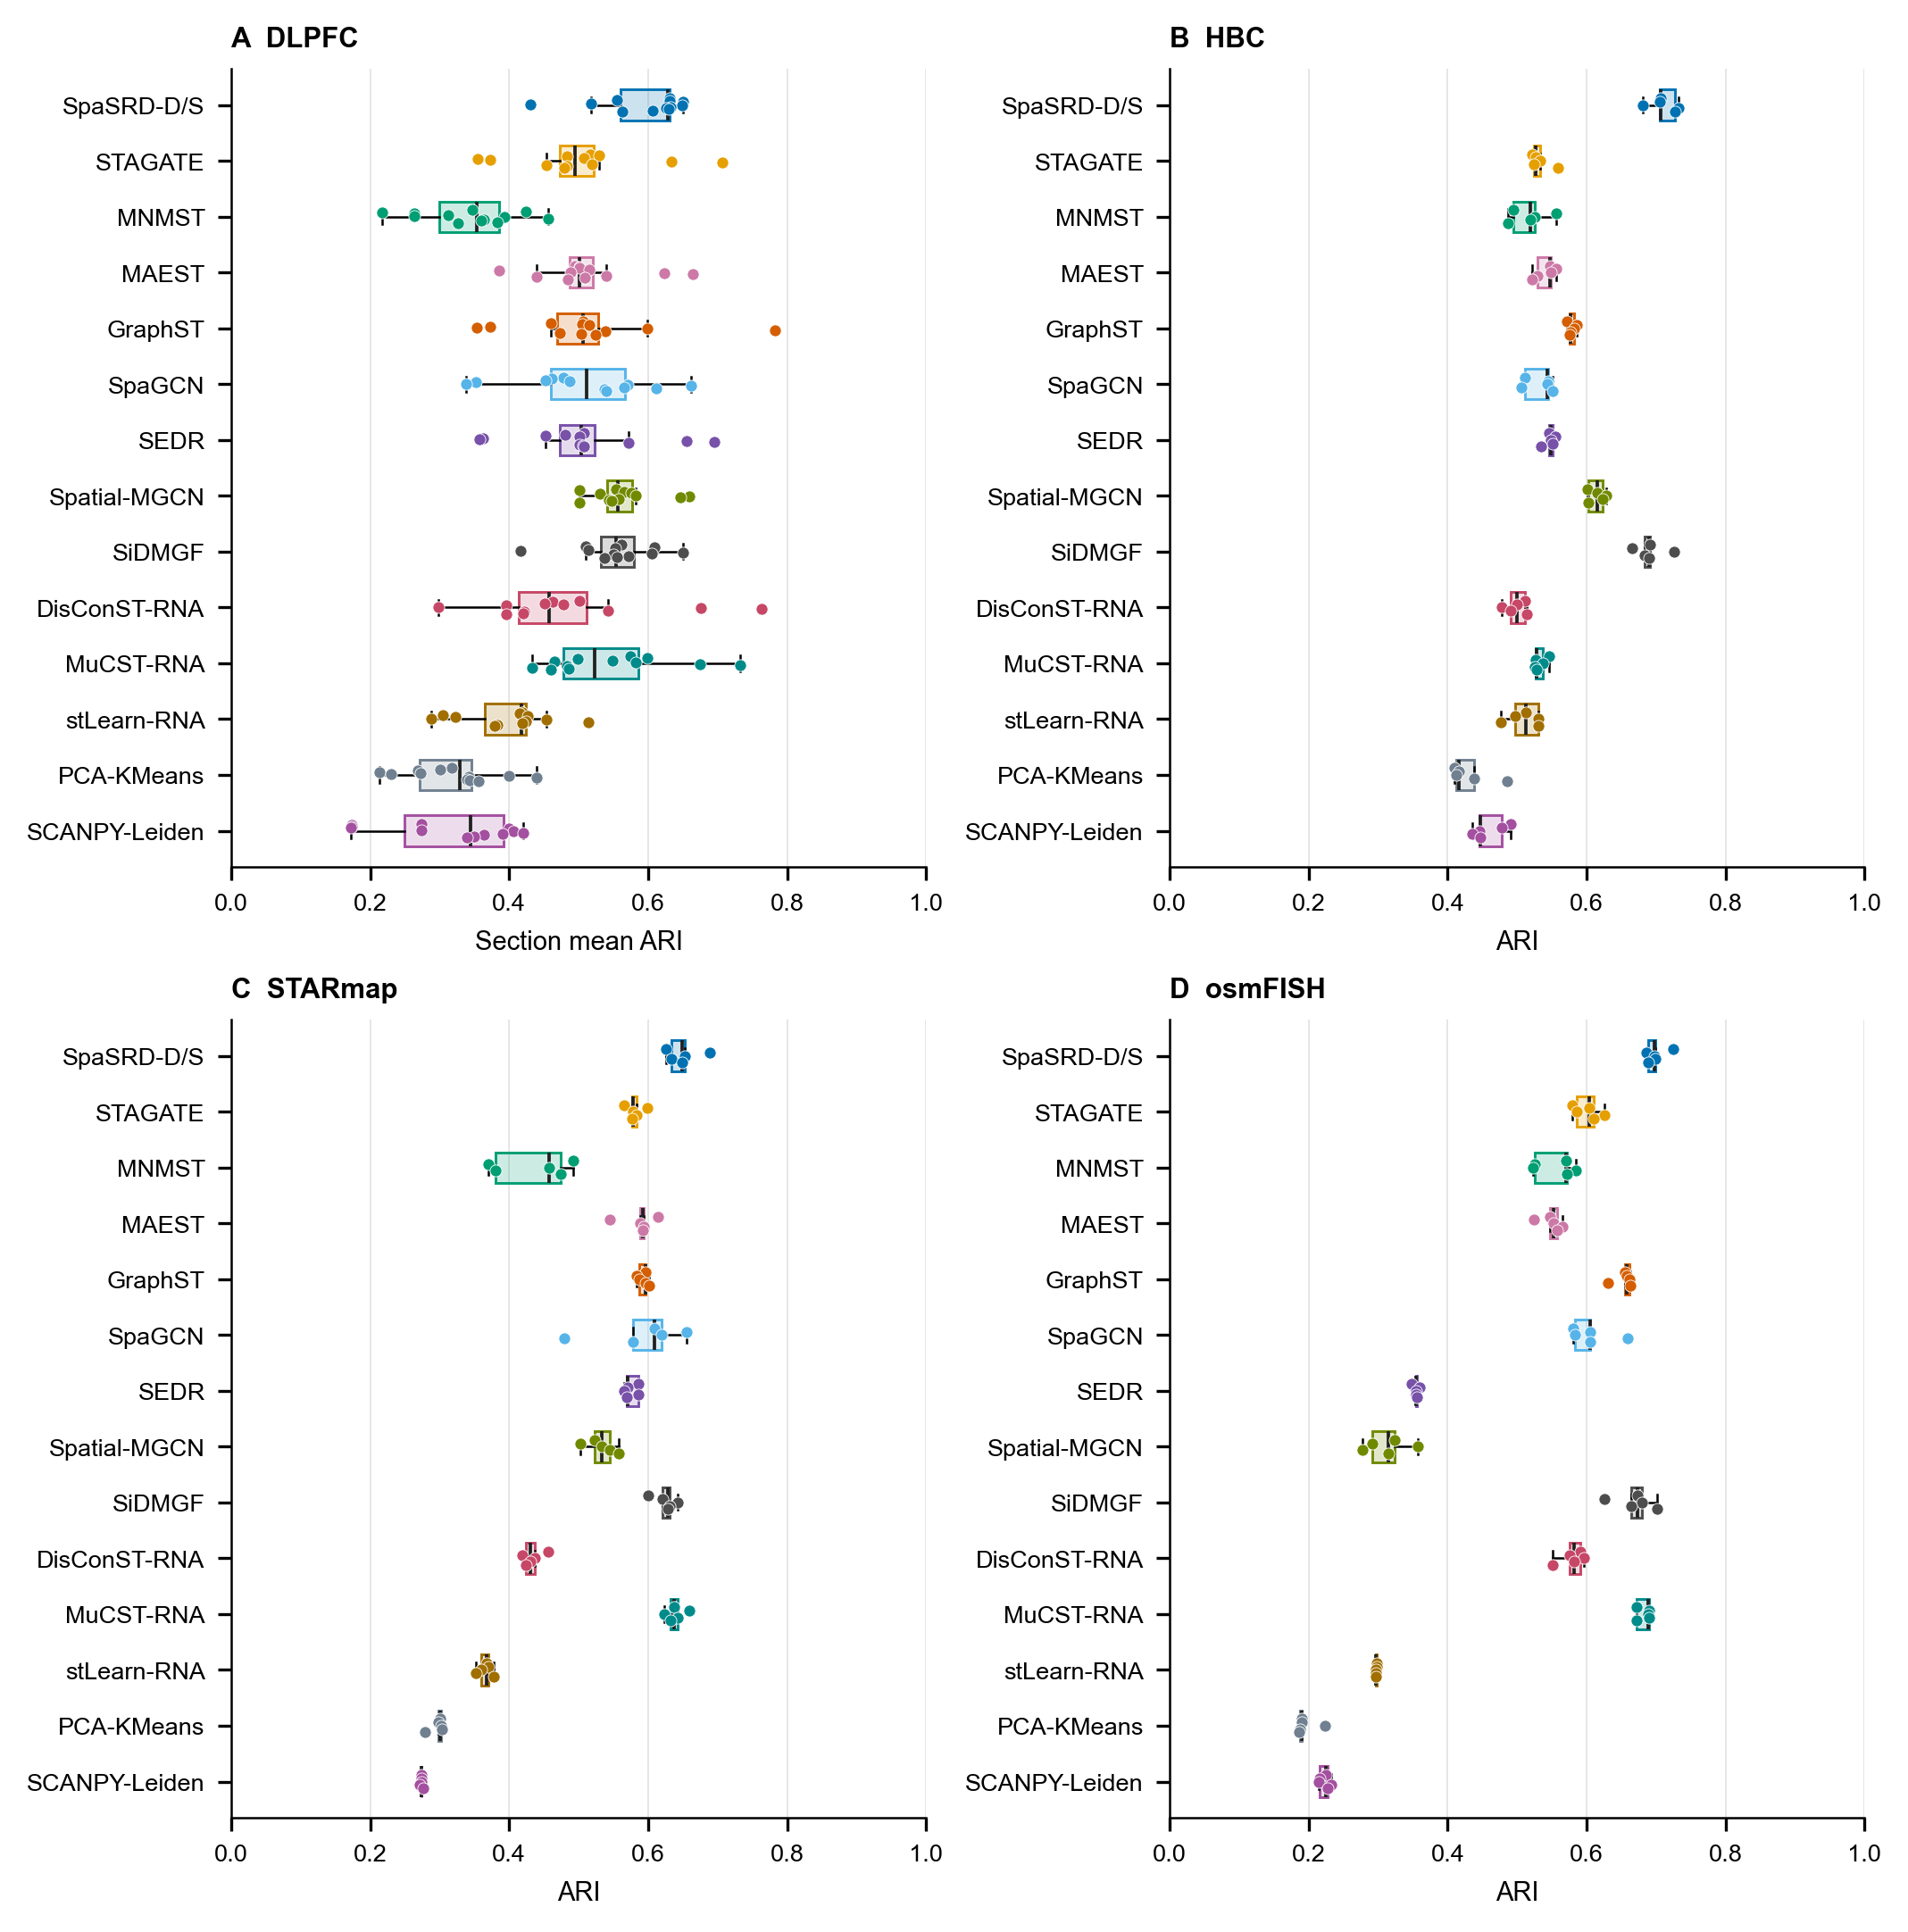 A DLPFC
SpaSRD-D/S
STAGATE
MNMST
MAEST
GraphST
SpaGCN
SEDR
Spatial-MGCN
SiDMGF
DisConST-RNA
MuCST-RNA
stLearn-RNA
PCA-KMeans
SCANPY-Leiden
0.0 0.2 0.4 0.6 0.8 1.0
Section mean ARI
B HBC
SpaSRD-D/S
STAGATE
MNMST
MAEST
GraphST
SpaGCN
SEDR
Spatial-MGCN
SiDMGF
DisConST-RNA
MuCST-RNA
stLearn-RNA
PCA-KMeans
SCANPY-Leiden
0.0 0.2 0.4 0.6 0.8 1.0
ARI
C STARmap
SpaSRD-D/S
STAGATE
MNMST
MAEST
GraphST
SpaGCN
SEDR
Spatial-MGCN
SiDMGF
DisConST-RNA
MuCST-RNA
stLearn-RNA
PCA-KMeans
SCANPY-Leiden
0.0 0.2 0.4 0.6 0.8 1.0
ARI
D osmFISH
SpaSRD-D/S
STAGATE
MNMST
MAEST
GraphST
SpaGCN
SEDR
Spatial-MGCN
SiDMGF
DisConST-RNA
MuCST-RNA
stLearn-RNA
PCA-KMeans
SCANPY-Leiden
0.0 0.2 0.4 0.6 0.8 1.0
ARI